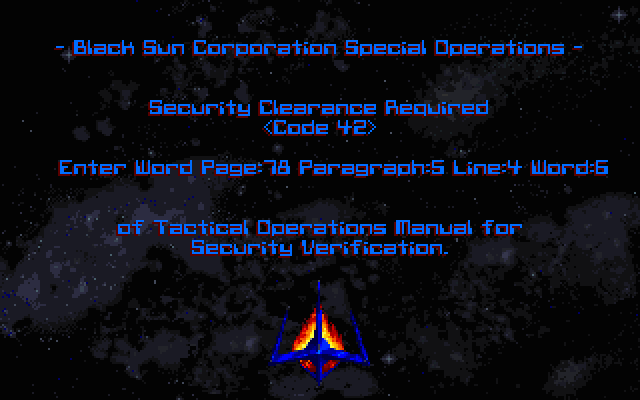 - Black Sun Corporation Special Operations -
Security Clearance Required
<Code 42>
Enter Word Page:78 Paragraph:5 Line:4 Word:6
of Tactical Operations Manual for
Security Verification.